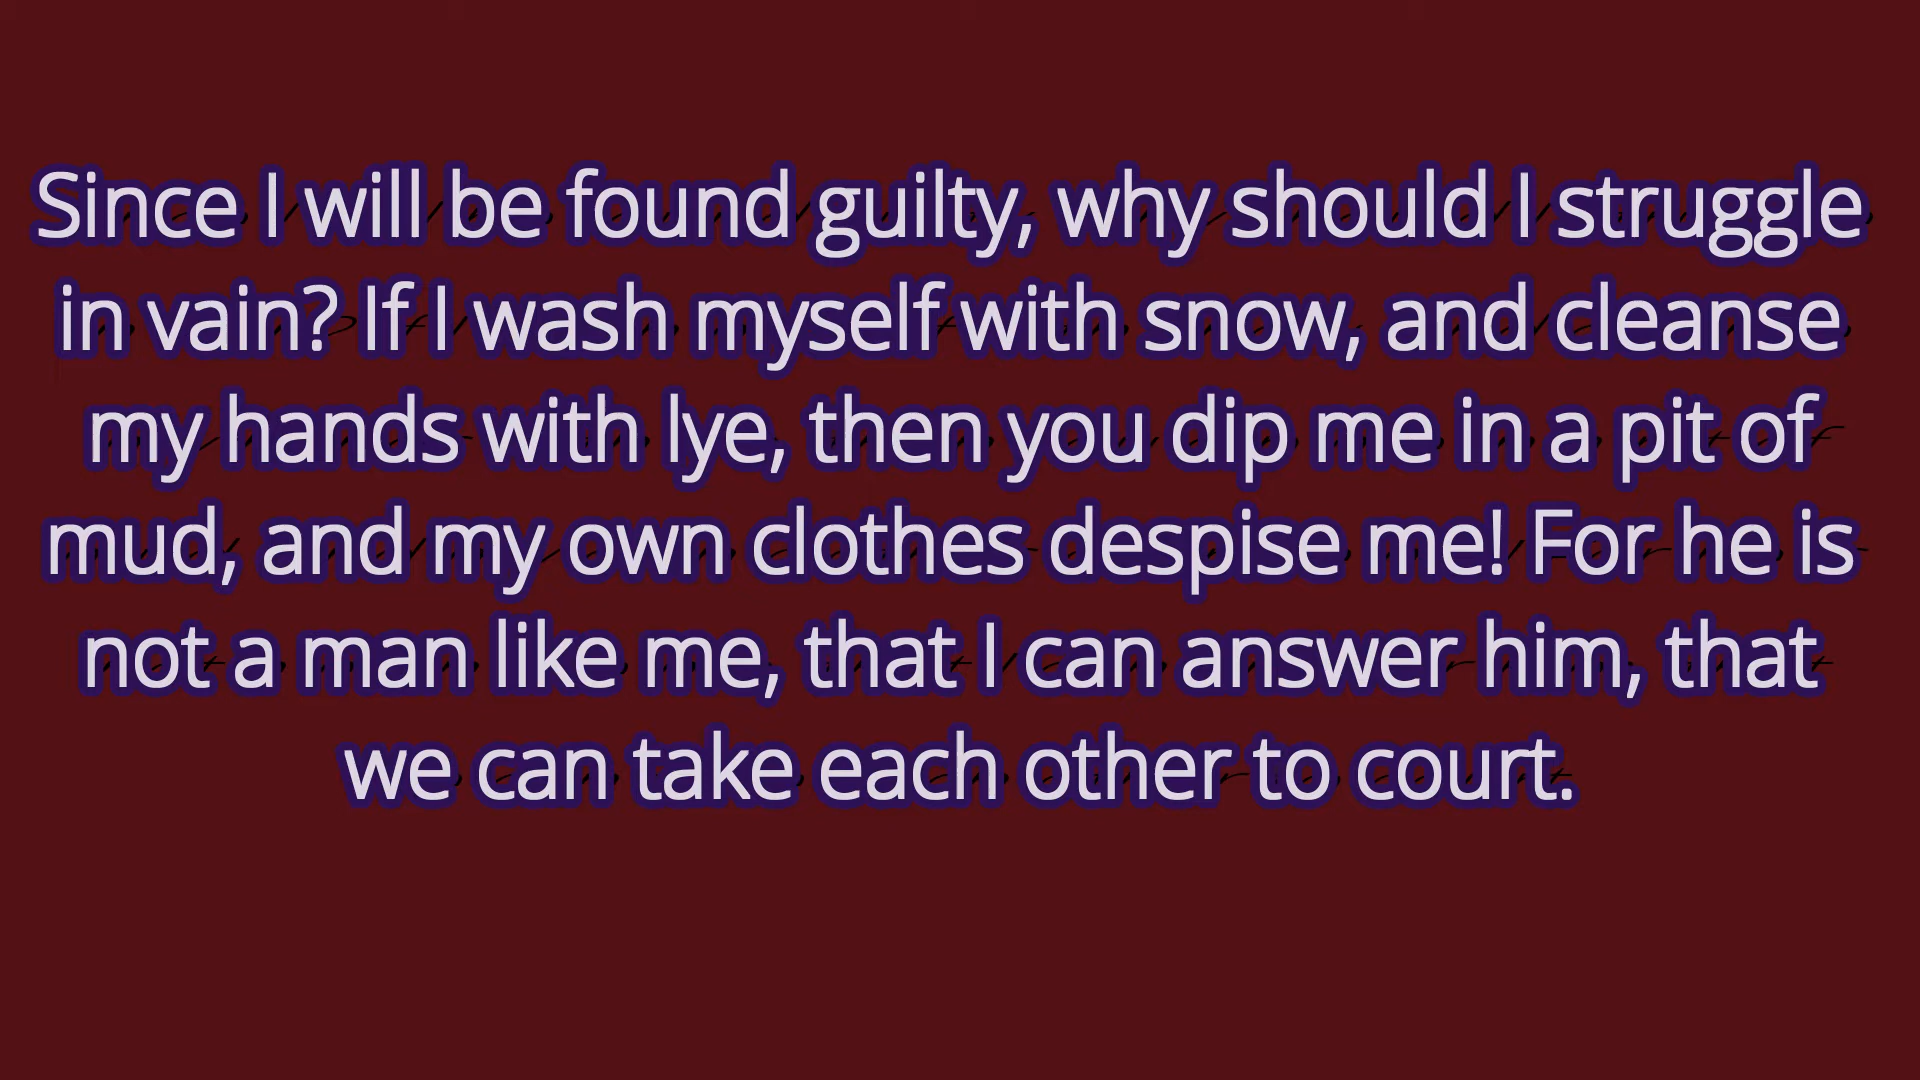 Since I will be found guilty, why should I struggle
in vain? If I wash myself with snow, and cleanse
my hands with lye, then you dip me in a pit of
mud, and my own clothes despise me! For he is
not a man like me, that I can answer him, that
we can take each other to court.